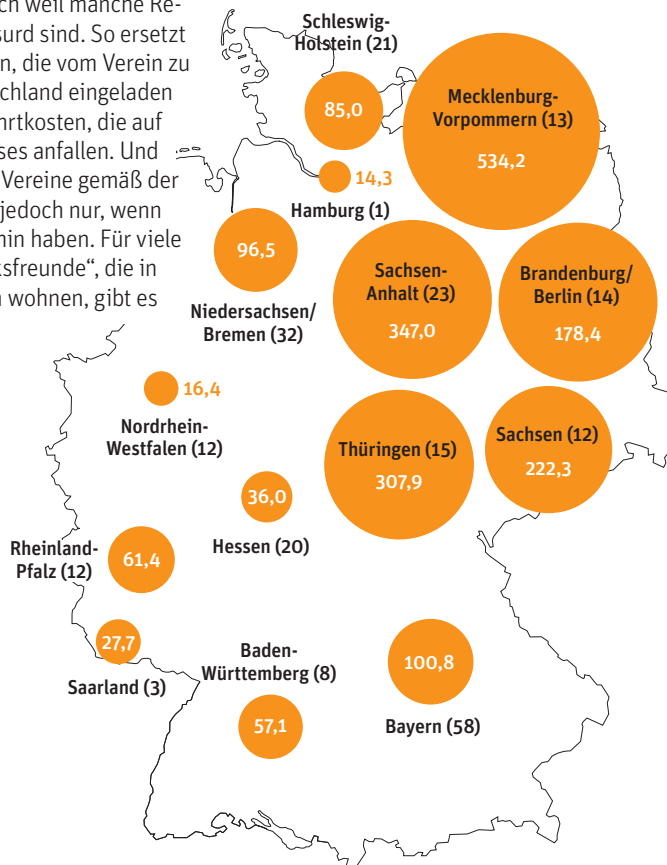 ch weil manche Re-
surd sind. So ersetzt
n, die vom Verein zu
schland eingeladen
hrtkosten, die auf
ses anfallen. Und
Vereine gemäß der
jedoch nur, wenn
min haben. Für viele
ksfreunde“, die in
n wohnen, gibt es
Schleswig-
Holstein (21)
85,0
Mecklenburg-
Vorpommern (13)
534,2
14,3
Hamburg (1)
96,5
Niedersachsen/
Bremen (32)
Sachsen-
Anhalt (23)
347,0
Brandenburg/
Berlin (14)
178,4
16,4
Nordrhein-
Westfalen (12)
Thüringen (15)
307,9
Sachsen (12)
222,3
36,0
Hessen (20)
Rheinland-
Pfalz (12)
61,4
27,7
Saarland (3)
Baden-
Württemberg (8)
57,1
100,8
Bayern (58)